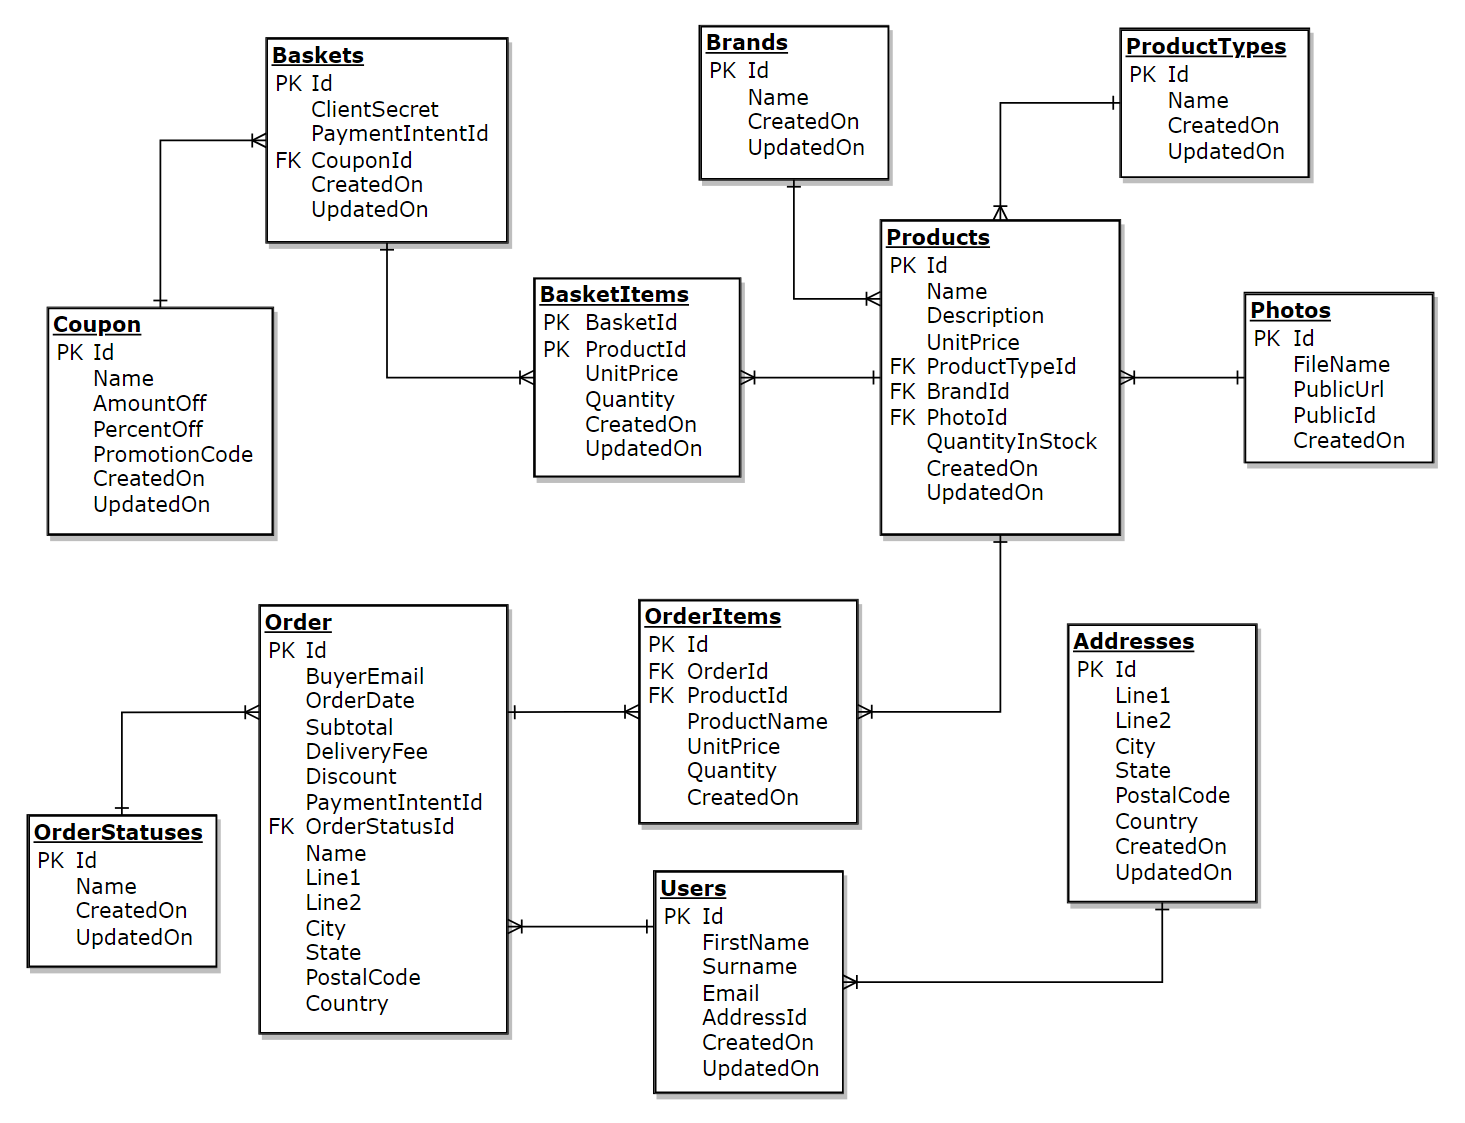 Baskets
PK Id
ClientSecret
PaymentIntentId
FK CouponId
CreatedOn
UpdatedOn
Brands
PK Id
Name
CreatedOn
UpdatedOn
ProductTypes
PK Id
Name
CreatedOn
UpdatedOn
Products
PK Id
Name
Description
UnitPrice
FK ProductTypeId
FK BrandId
FK PhotoId
QuantityInStock
CreatedOn
UpdatedOn
BasketItems
PK BasketId
PK ProductId
UnitPrice
Quantity
CreatedOn
UpdatedOn
Photos
PK Id
FileName
PublicUrl
PublicId
CreatedOn
Coupon
PK Id
Name
AmountOff
PercentOff
PromotionCode
CreatedOn
UpdatedOn
Order
PK Id
BuyerEmail
OrderDate
Subtotal
DeliveryFee
Discount
PaymentIntentId
FK OrderStatusId
Name
Line1
Line2
City
State
PostalCode
Country
OrderItems
PK Id
FK OrderId
FK ProductId
ProductName
UnitPrice
Quantity
CreatedOn
Addresses
PK Id
Line1
Line2
City
State
PostalCode
Country
CreatedOn
UpdatedOn
OrderStatuses
PK Id
Name
CreatedOn
UpdatedOn
Users
PK Id
FirstName
Surname
Email
AddressId
CreatedOn
UpdatedOn